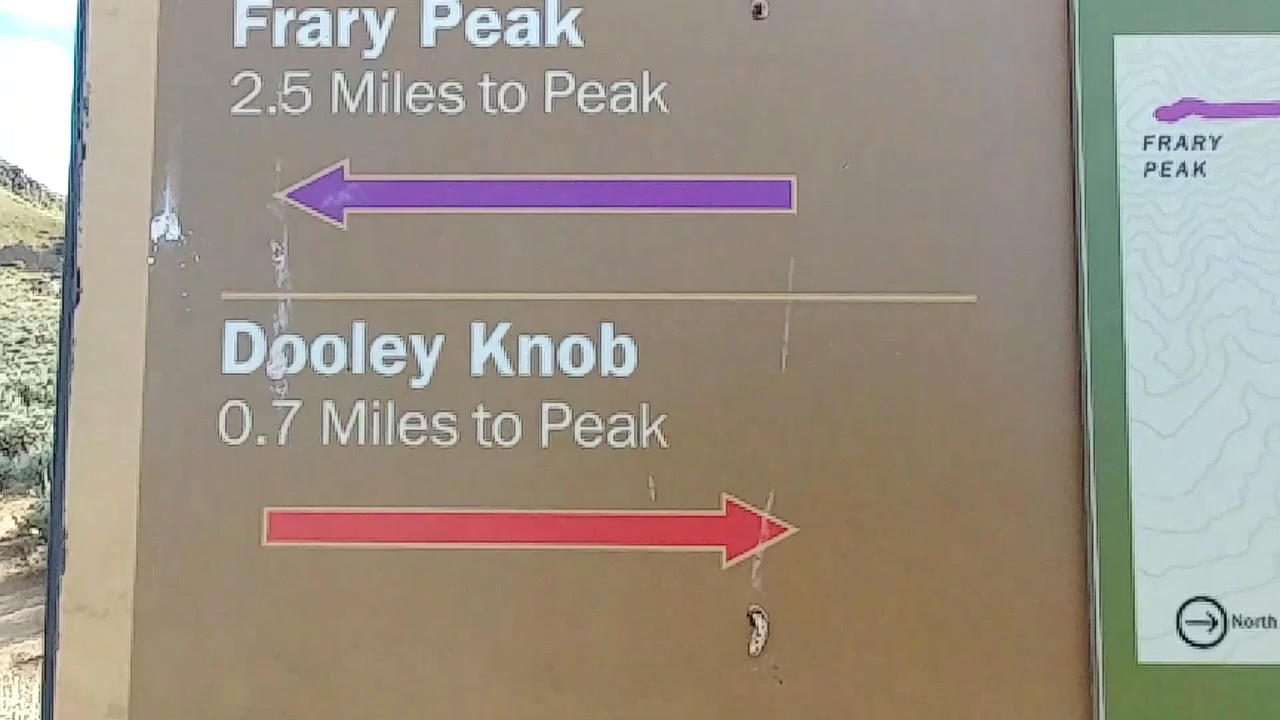 Frary Peak
2.5 Miles to Peak
Dooley Knob
0.7 Miles to Peak
FRARY
PEAK
North